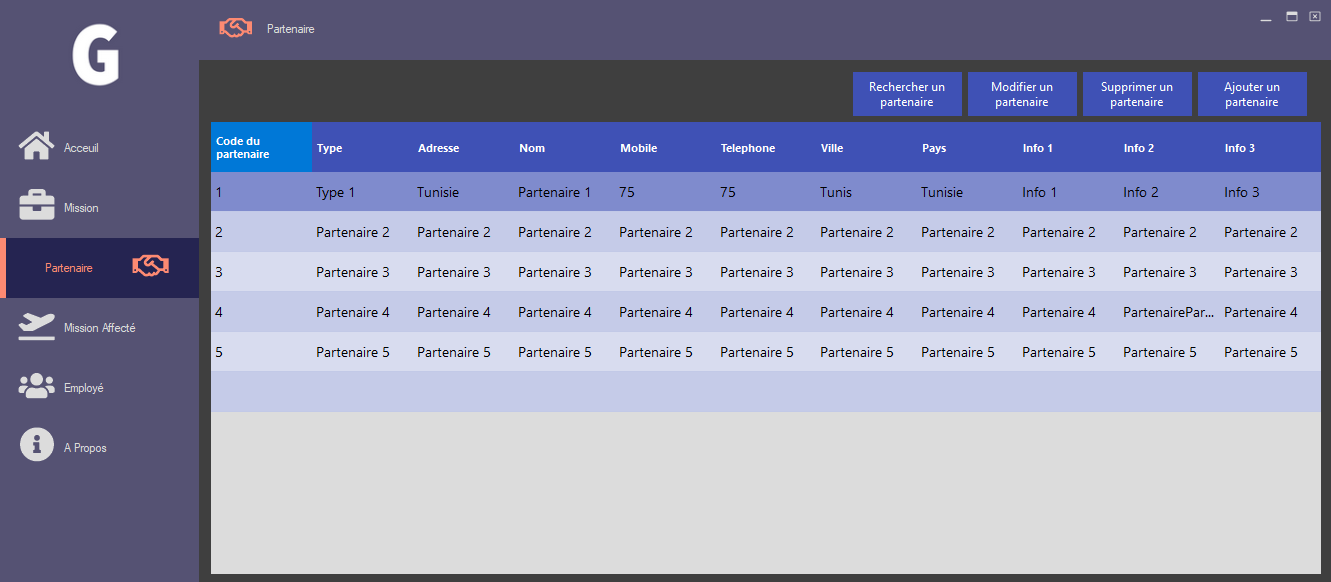 G
Partenaire
Rechercher un
partenaire
Modifier un
partenaire
Supprimer un
partenaire
Ajouter un
partenaire
Acceuil
Mission
Partenaire
Mission Affecté
Employé
A Propos
Code du
partenaire
Type Adresse Nom Mobile Telephone Ville Pays Info 1 Info 2 Info 3
1 Type 1 Tunisie Partenaire 1 75 75 Tunis Tunisie Info 1 Info 2 Info 3
2 Partenaire 2 Partenaire 2 Partenaire 2 Partenaire 2 Partenaire 2 Partenaire 2 Partenaire 2 Partenaire 2 Partenaire 2 Partenaire 2
3 Partenaire 3 Partenaire 3 Partenaire 3 Partenaire 3 Partenaire 3 Partenaire 3 Partenaire 3 Partenaire 3 Partenaire 3 Partenaire 3
4 Partenaire 4 Partenaire 4 Partenaire 4 Partenaire 4 Partenaire 4 Partenaire 4 Partenaire 4 Partenaire 4 PartenairePar... Partenaire 4
5 Partenaire 5 Partenaire 5 Partenaire 5 Partenaire 5 Partenaire 5 Partenaire 5 Partenaire 5 Partenaire 5 Partenaire 5 Partenaire 5